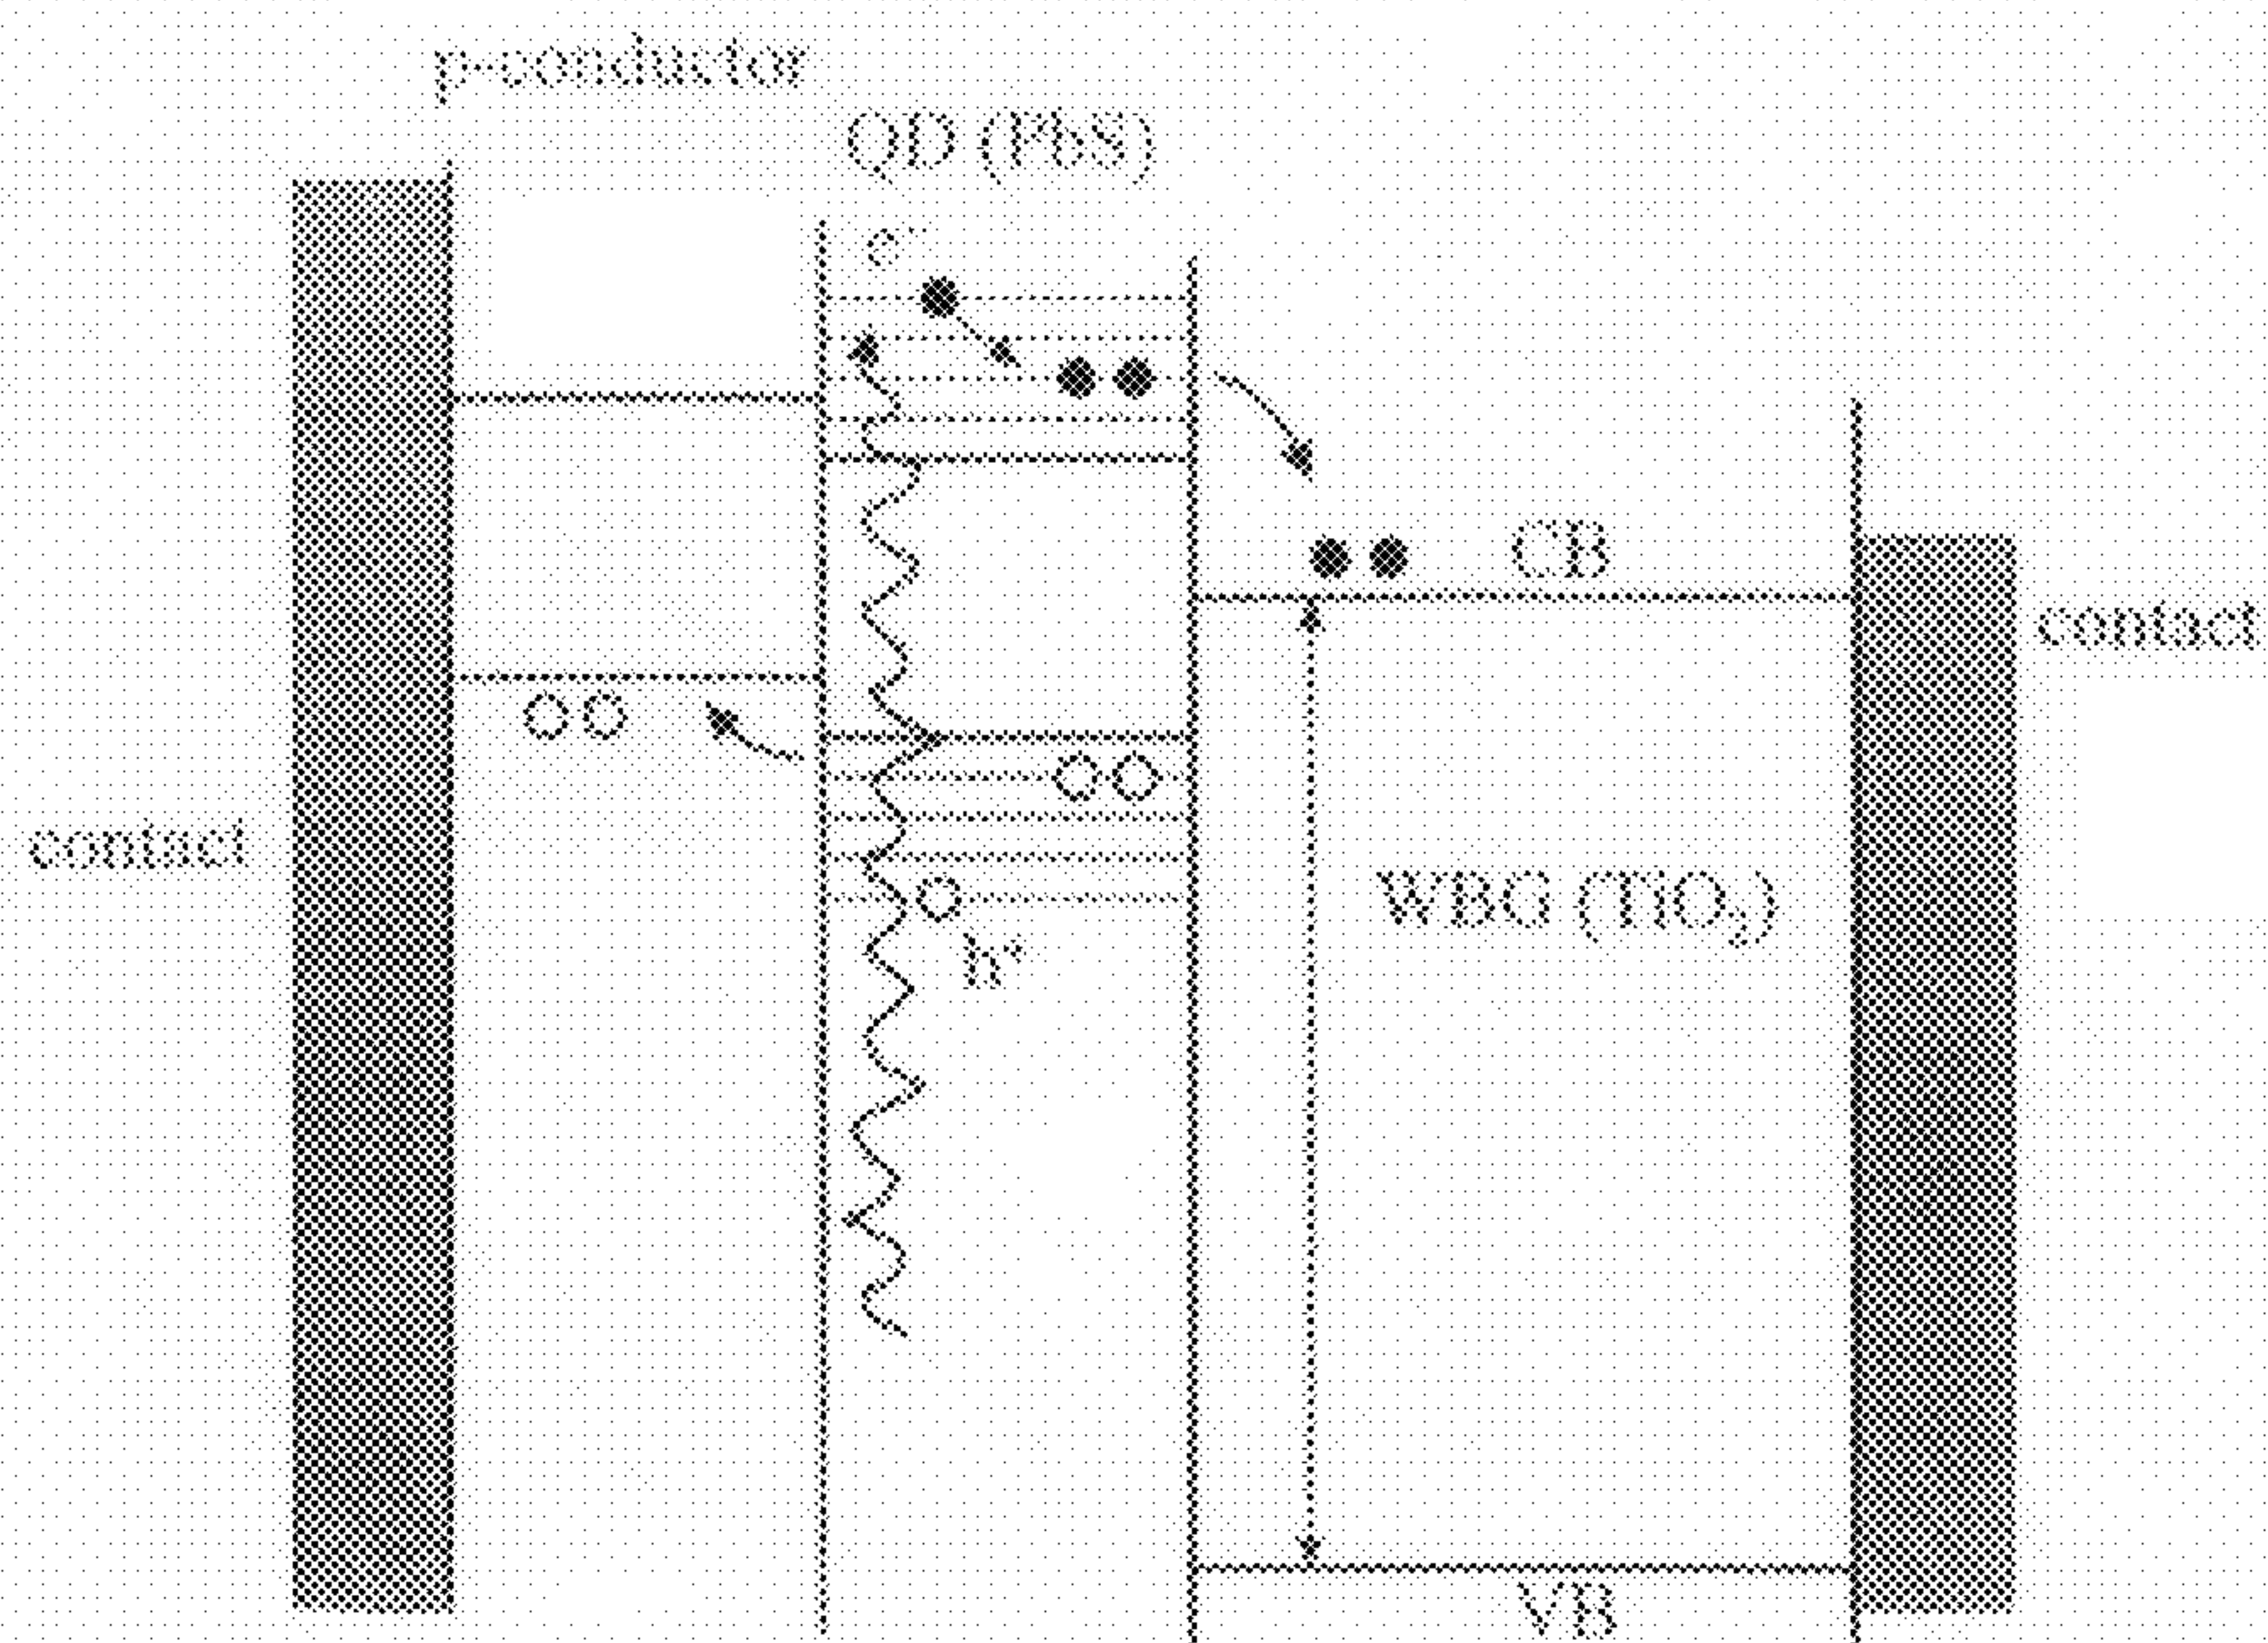 p-conductor
QD (PbS)
e⁻
CB
contact
contact
WBG (TiO₂)
h⁺
VB